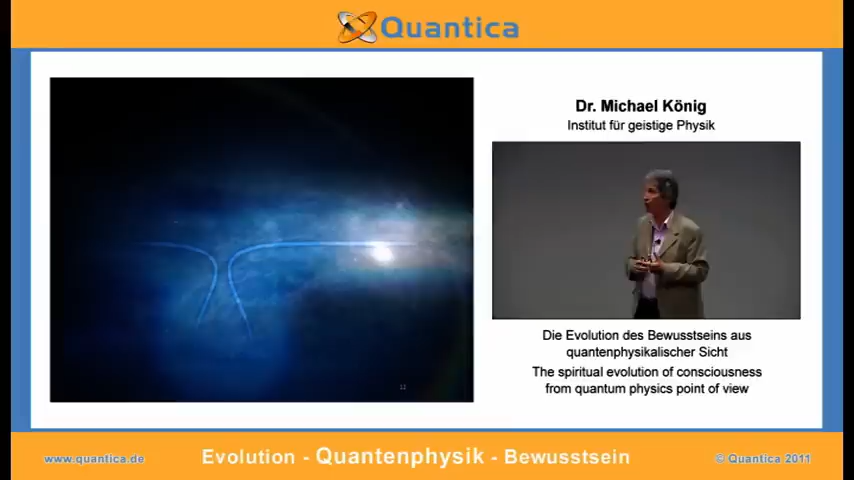 Quantica
Dr. Michael König
Institut für geistige Physik
Die Evolution des Bewusstseins aus
quantenphysikalischer Sicht
The spiritual evolution of consciousness
from quantum physics point of view
www.quantica.de
Evolution - Quantenphysik - Bewusstsein
© Quantica 2011